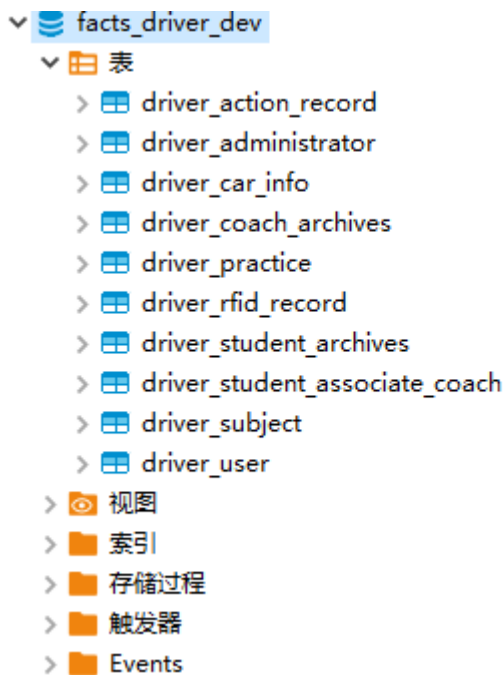 facts_driver_dev
表
driver_action_record
driver_administrator
driver_car_info
driver_coach_archives
driver_practice
driver_rfid_record
driver_student_archives
driver_student_associate_coach
driver_subject
driver_user
视图
索引
存储过程
触发器
Events